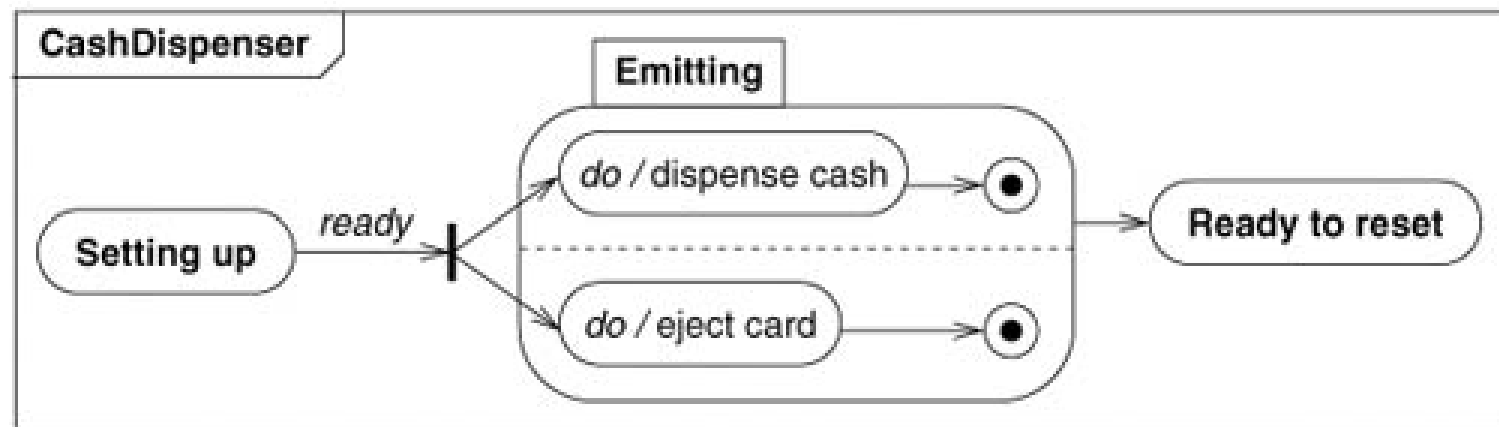 CashDispenser
Emitting
do / dispense cash
ready
Setting up
Ready to reset
do / eject card